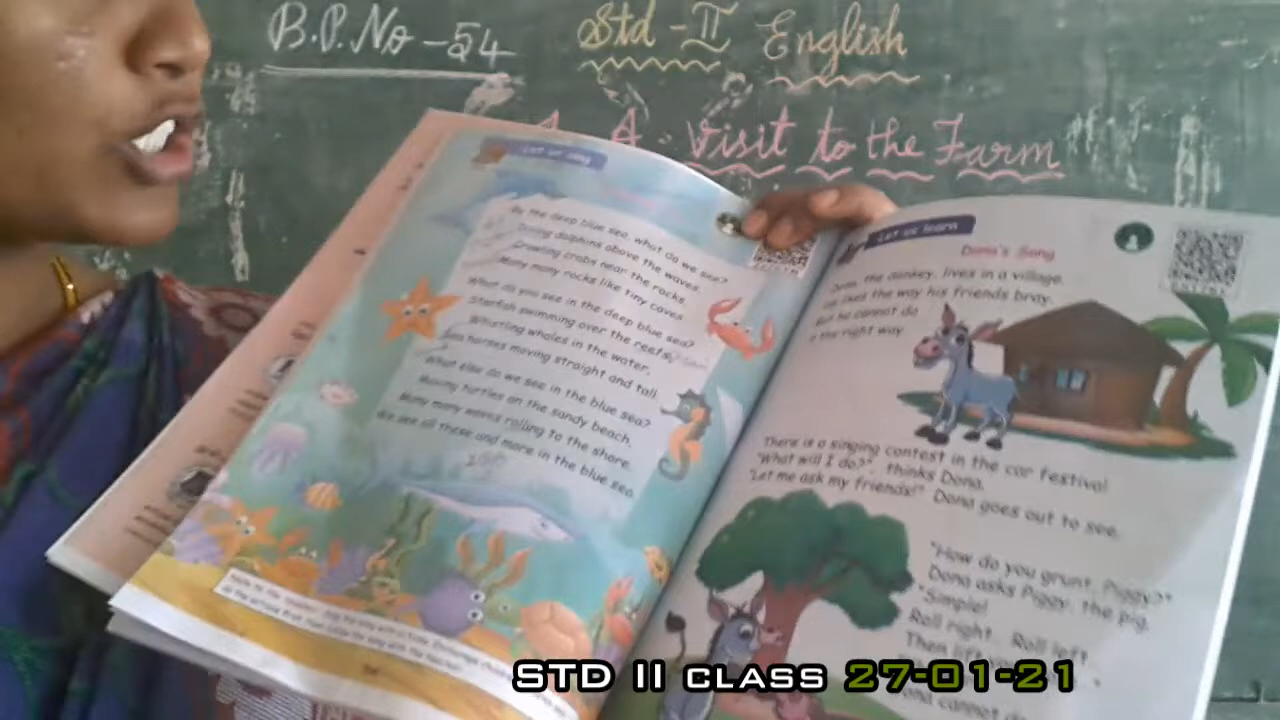 B.P.No -54
Std - II English
A Visit to the Farm
Let us sing
By the deep blue sea, what do we see?
Diving dolphins above the waves.
Crawling crabs near the rocks.
Many many rocks like tiny caves
What do you see in the deep blue sea?
Starfish swimming over the reefs,
Whirling whales in the water,
Sea horses moving straight and tall.
What else do we see in the blue sea?
Moving turtles on the sandy beach.
Many many waves rolling to the shore.
We see all these and more in the blue sea.
Let us learn
Dona's Song
Dona, the donkey, lives in a village.
He likes the way his friends bray.
But he cannot do
it the right way
There is a singing contest in the car festival.
"What will I do?", thinks Dona.
"Let me ask my friends!" Dona goes out to see.
"How do you grunt, Piggy?"
Dona asks Piggy, the pig.
"Simple!
Roll right. Roll left.
Then lift
cannot do
STD II CLASS 27-01-21